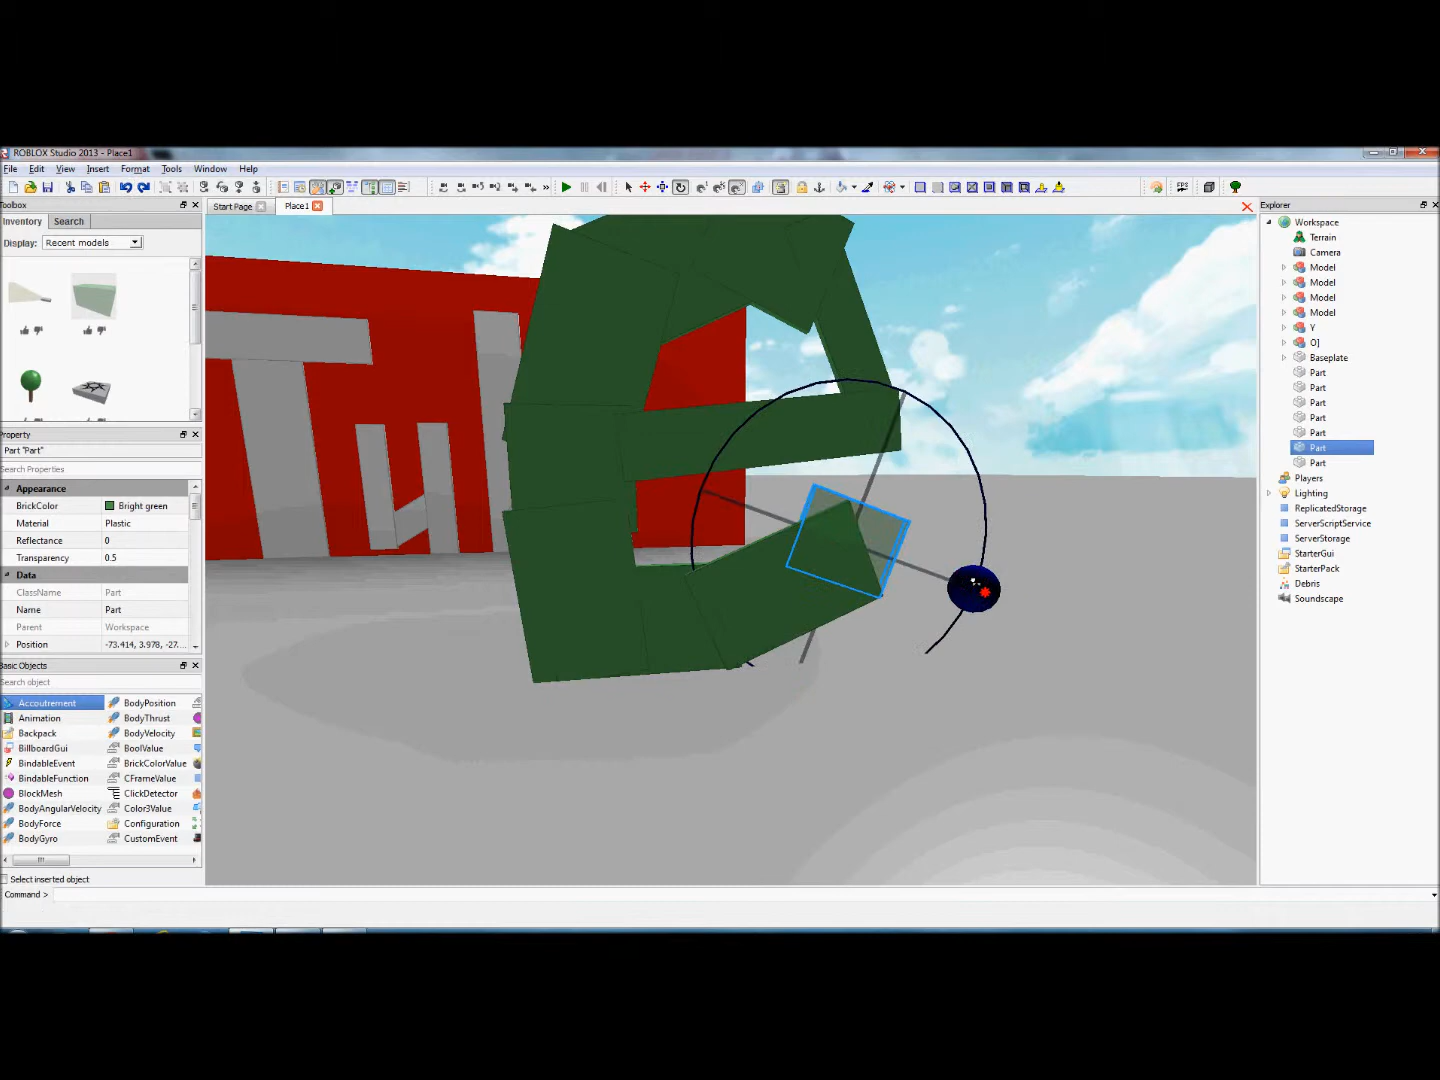 ROBLOX Studio 2013 - Place1
File Edit View Insert Format Tools Window Help
Toolbox
Start Page
Place1
Explorer
Inventory Search
Display: Recent models
Property
Part "Part"
Search Properties
Appearance
BrickColor Bright green
Material Plastic
Reflectance 0
Transparency 0.5
Data
ClassName Part
Name Part
Parent Workspace
Position -73.414, 3.978, -27....
Basic Objects
Search object
Accoutrement BodyPosition
Animation BodyThrust
Backpack BodyVelocity
BillboardGui BoolValue
BindableEvent BrickColorValue
BindableFunction CFrameValue
BlockMesh ClickDetector
BodyAngularVelocity Color3Value
BodyForce Configuration
BodyGyro CustomEvent
Select inserted object
Command >
FPS
Workspace
Terrain
Camera
Model
Model
Model
Model
Y
O]
Baseplate
Part
Part
Part
Part
Part
Part
Part
Players
Lighting
ReplicatedStorage
ServerScriptService
ServerStorage
StarterGui
StarterPack
Debris
Soundscape
e